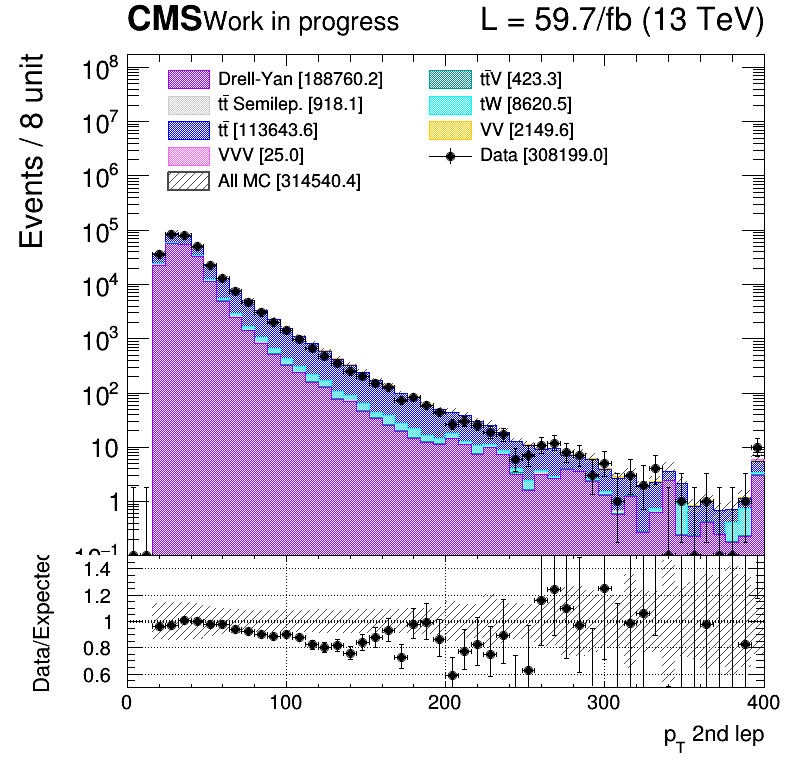 CMS Work in progress L = 59.7/fb (13 TeV)
Events / 8 unit
10^8
10^7
10^6
10^5
10^4
10^3
10^2
10
1
10^−1
Drell-Yan [188760.2]
tt̄ Semilep. [918.1]
tt̄ [113643.6]
VVV [25.0]
All MC [314540.4]
tt̄V [423.3]
tW [8620.5]
VV [2149.6]
Data [308199.0]
Data/Expected
1.4
1.2
1
0.8
0.6
0 100 200 300 400
p_T 2nd lep